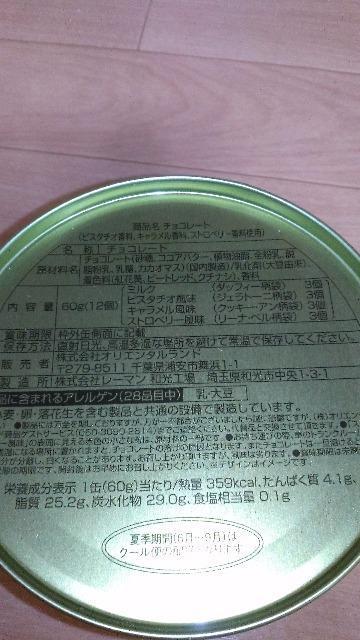 商品名 チョコレート
(ピスタチオ香料、キャラメル香料、ストロベリー香料使用)
名称 チョコレート
原材料名 チョコレート(砂糖、ココアバター、植物油脂、全粉乳、脱
脂粉乳、乳糖、カカオマス)(国内製造)/乳化剤(大豆由来)、
着色料(紅花黄、ビートレッド、クチナシ)、香料
内容量 60g(12個) ミルク (ダッフィー柄袋) 3個
ピスタチオ風味 (ジェラトーニ柄袋) 3個
キャラメル風味 (クッキー・アン柄袋) 3個
ストロベリー風味 (リーナ・ベル柄袋) 3個
賞味期限 枠外缶側面に記載
保存方法 直射日光、高温多湿な場所を避けて常温で保存してください。
販売者 株式会社オリエンタルランド
〒279-8511 千葉県浦安市舞浜1-1
製造所 株式会社レーマン 和光工場 埼玉県和光市中央1-3-1
品に含まれるアレルゲン(28品目中) 乳・大豆
小麦・卵・落花生を含む製品と共通の設備で製造しています。
栄養成分表示 1缶(60g)当たり/熱量 359kcal、たんぱく質 4.1g、
脂質 25.2g、炭水化物 29.0g、食塩相当量 0.1g
夏季期間(6月〜9月)は
クール便の配送となります